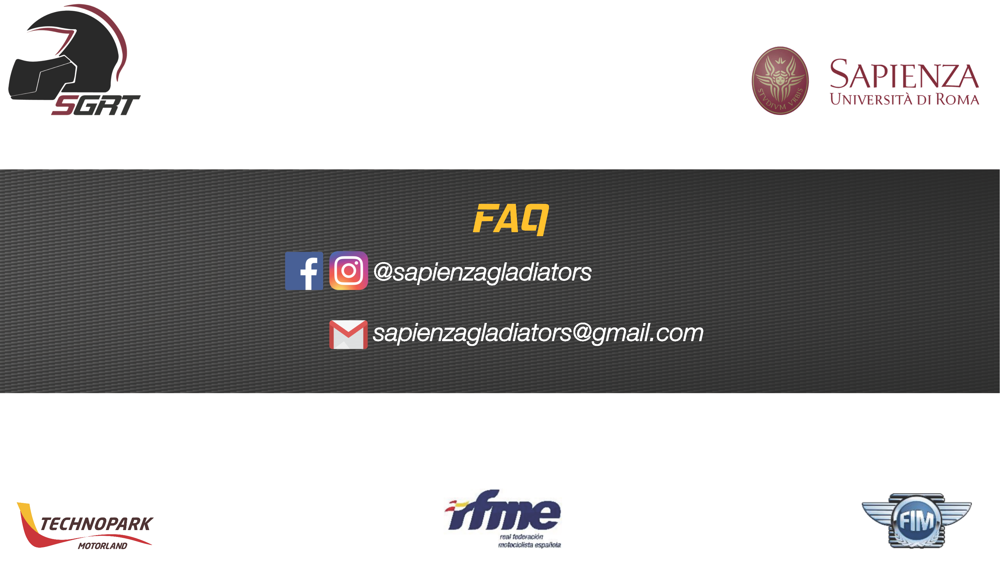 SGRT
STVDIVM VRBIS
SAPIENZA
UNIVERSITÀ DI ROMA
FAQ
@sapienzagladiators
sapienzagladiators@gmail.com
TECHNOPARK
MOTORLAND
rfme
real federación
motociclista española
FIM